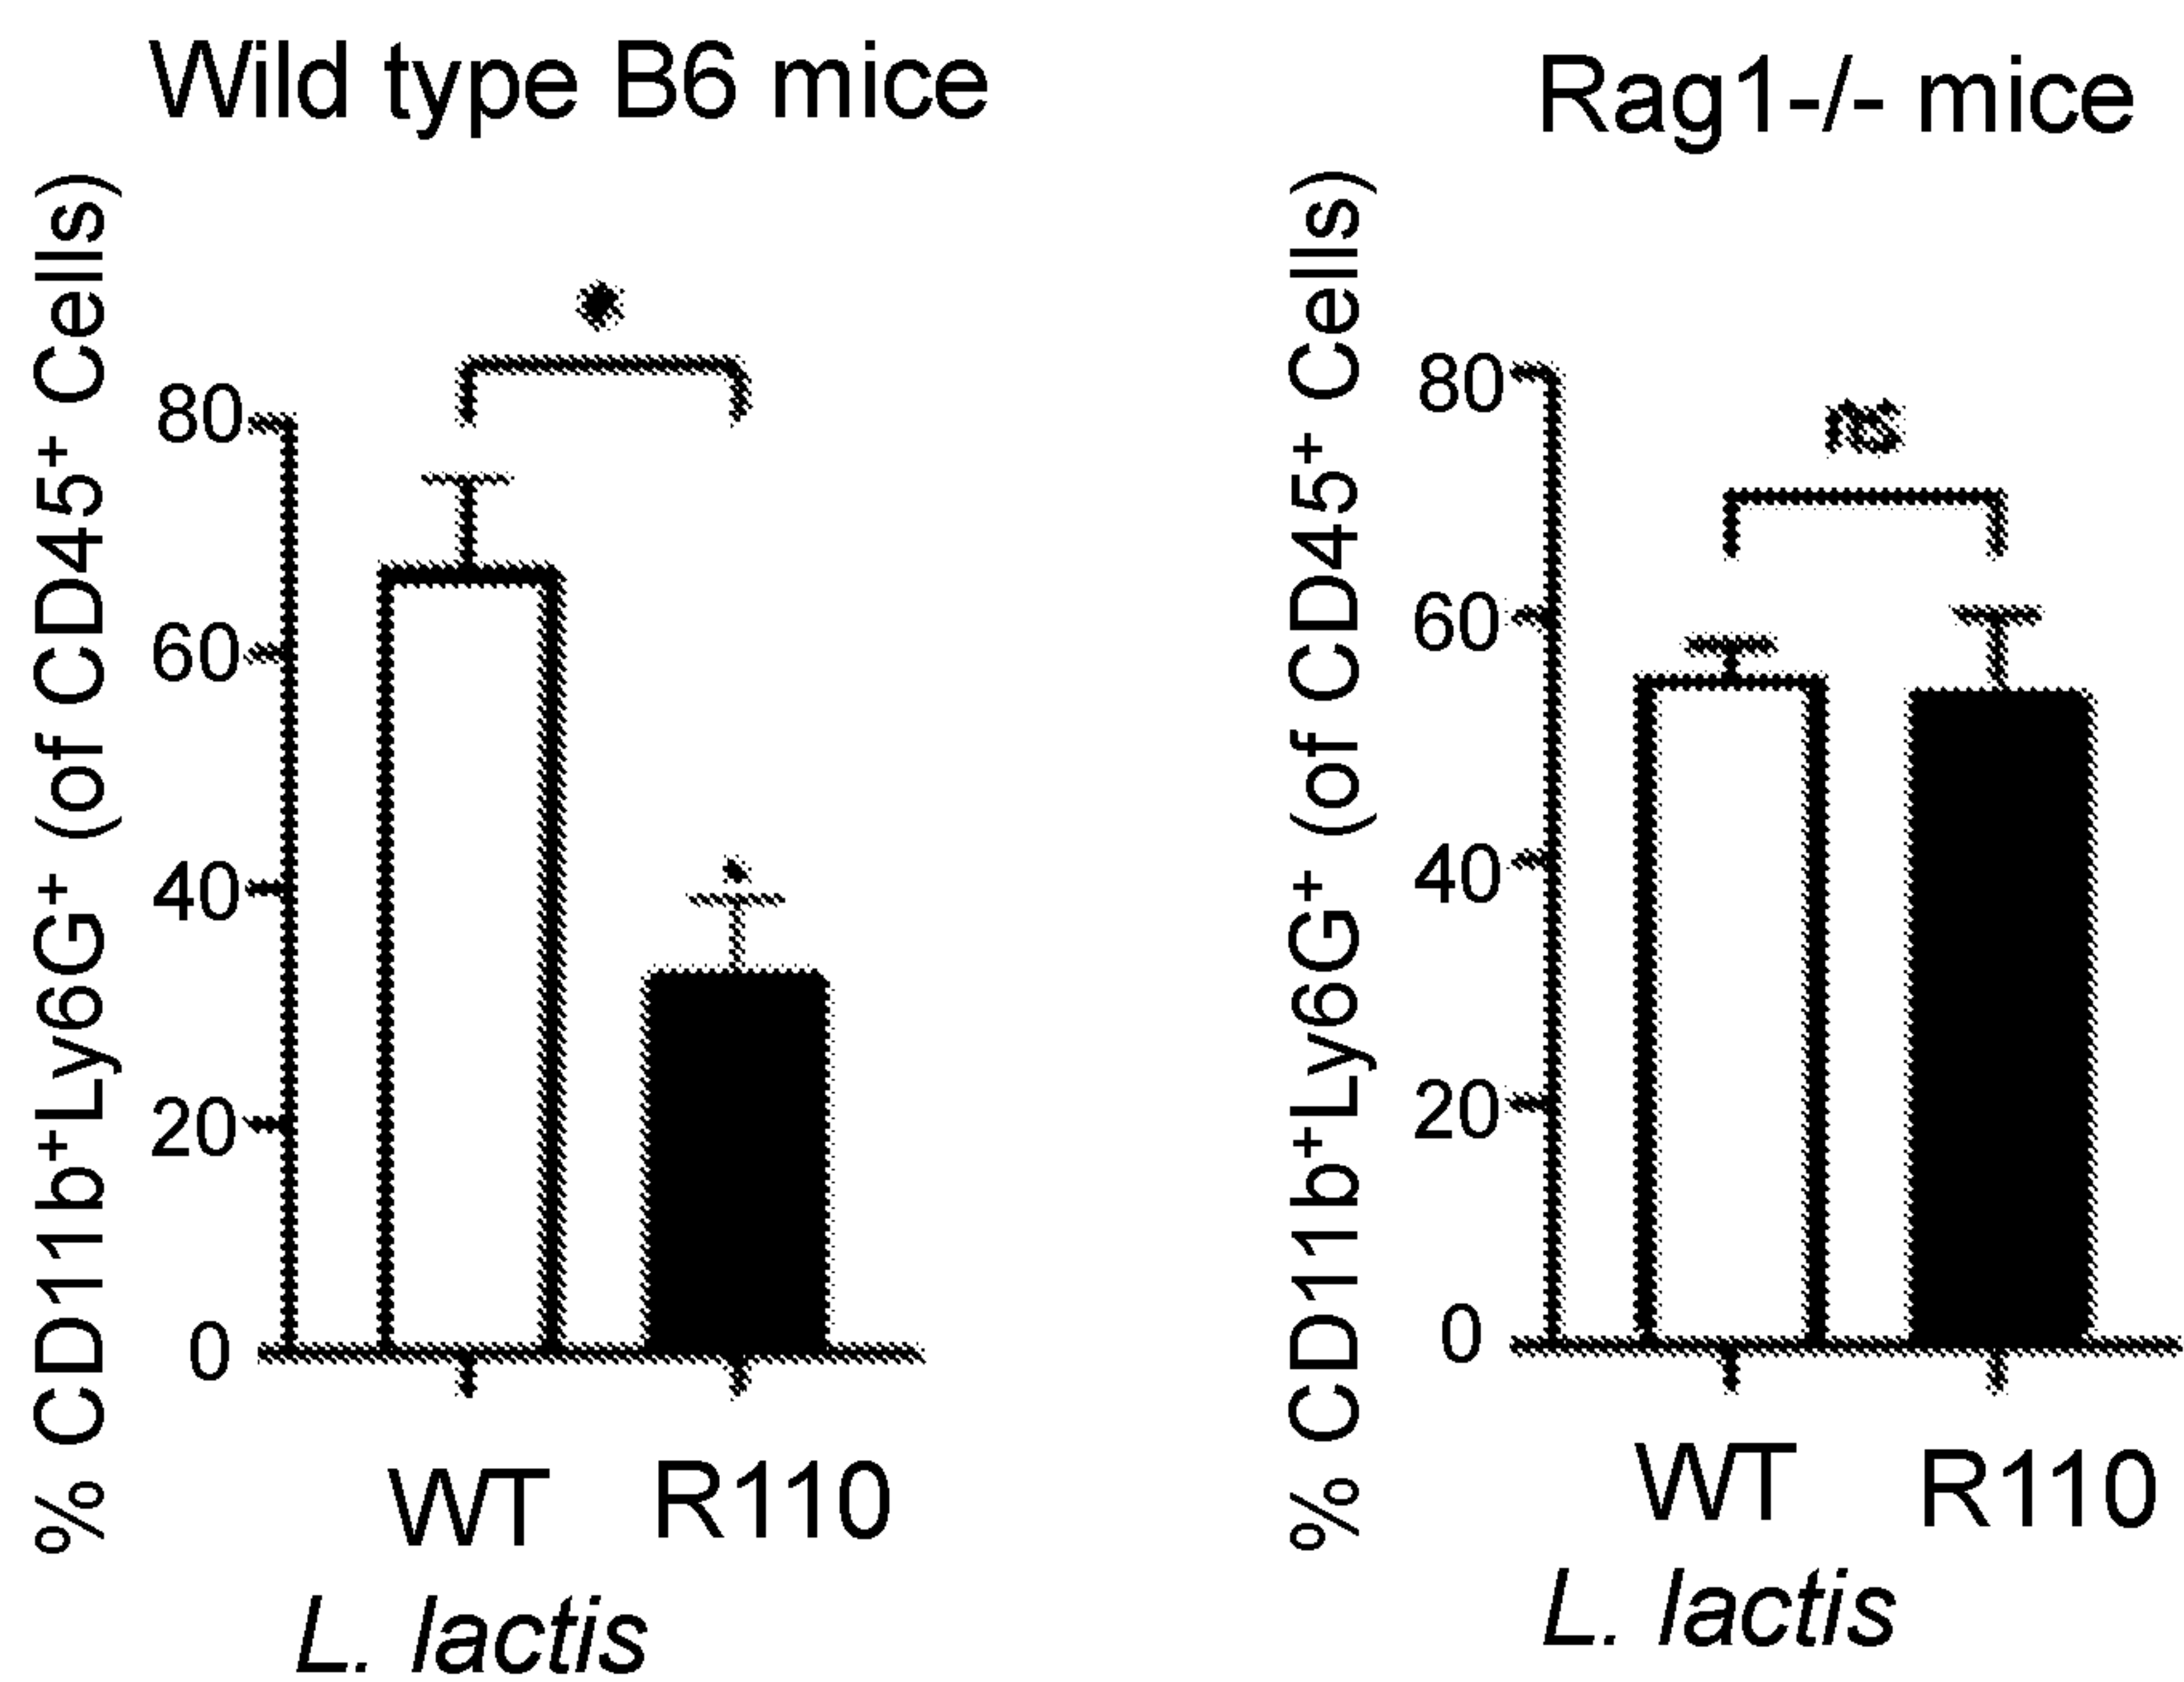 Wild type B6 mice
% CD11b⁺Ly6G⁺ (of CD45⁺ Cells)
*
80
60
40
20
0
WT R110
L. lactis
Rag1-/- mice
% CD11b⁺Ly6G⁺ (of CD45⁺ Cells)
ns
80
60
40
20
0
WT R110
L. lactis